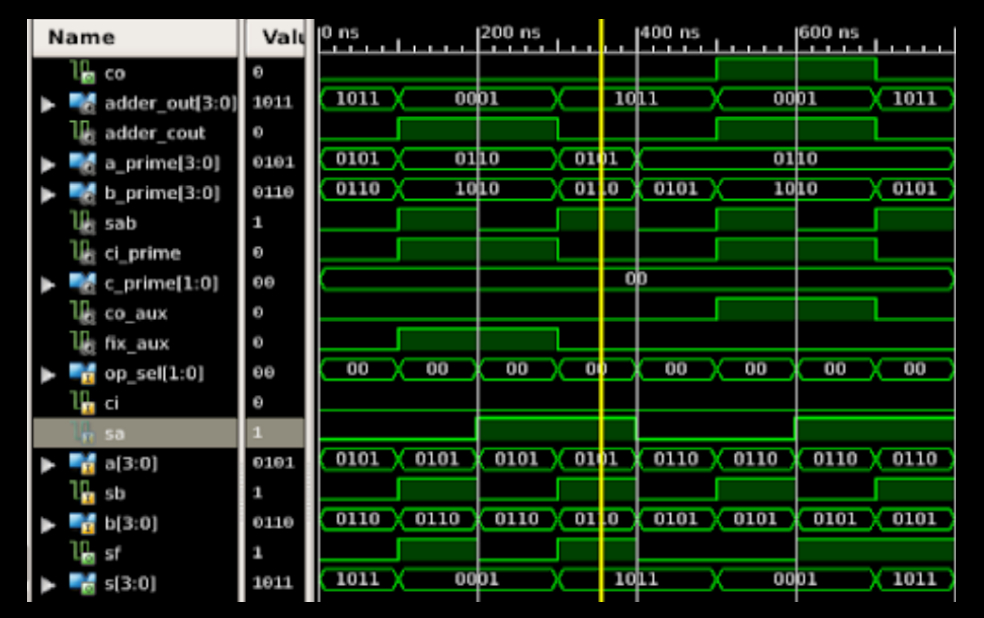 Name Valu 0 ns 200 ns 400 ns 600 ns
co 0
adder_out[3:0] 1011 1011 0001 1011 0001 1011
adder_cout 0
a_prime[3:0] 0101 0101 0110 0101 0110
b_prime[3:0] 0110 0110 1010 0110 0101 1010 0101
sab 1
ci_prime 0
c_prime[1:0] 00 00
co_aux 0
fix_aux 0
op_sel[1:0] 00 00 00 00 00 00 00 00 00
ci 0
sa 1
a[3:0] 0101 0101 0101 0101 0101 0110 0110 0110 0110
sb 1
b[3:0] 0110 0110 0110 0110 0110 0101 0101 0101 0101
sf 1
s[3:0] 1011 1011 0001 1011 0001 1011